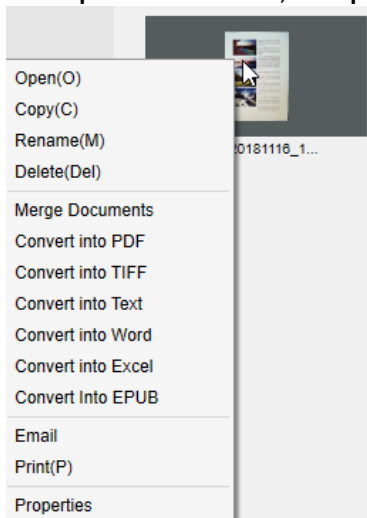 Open(O)
Copy(C)
Rename(M)
Delete(Del)
20181116_1...
Merge Documents
Convert into PDF
Convert into TIFF
Convert into Text
Convert into Word
Convert into Excel
Convert Into EPUB
Email
Print(P)
Properties